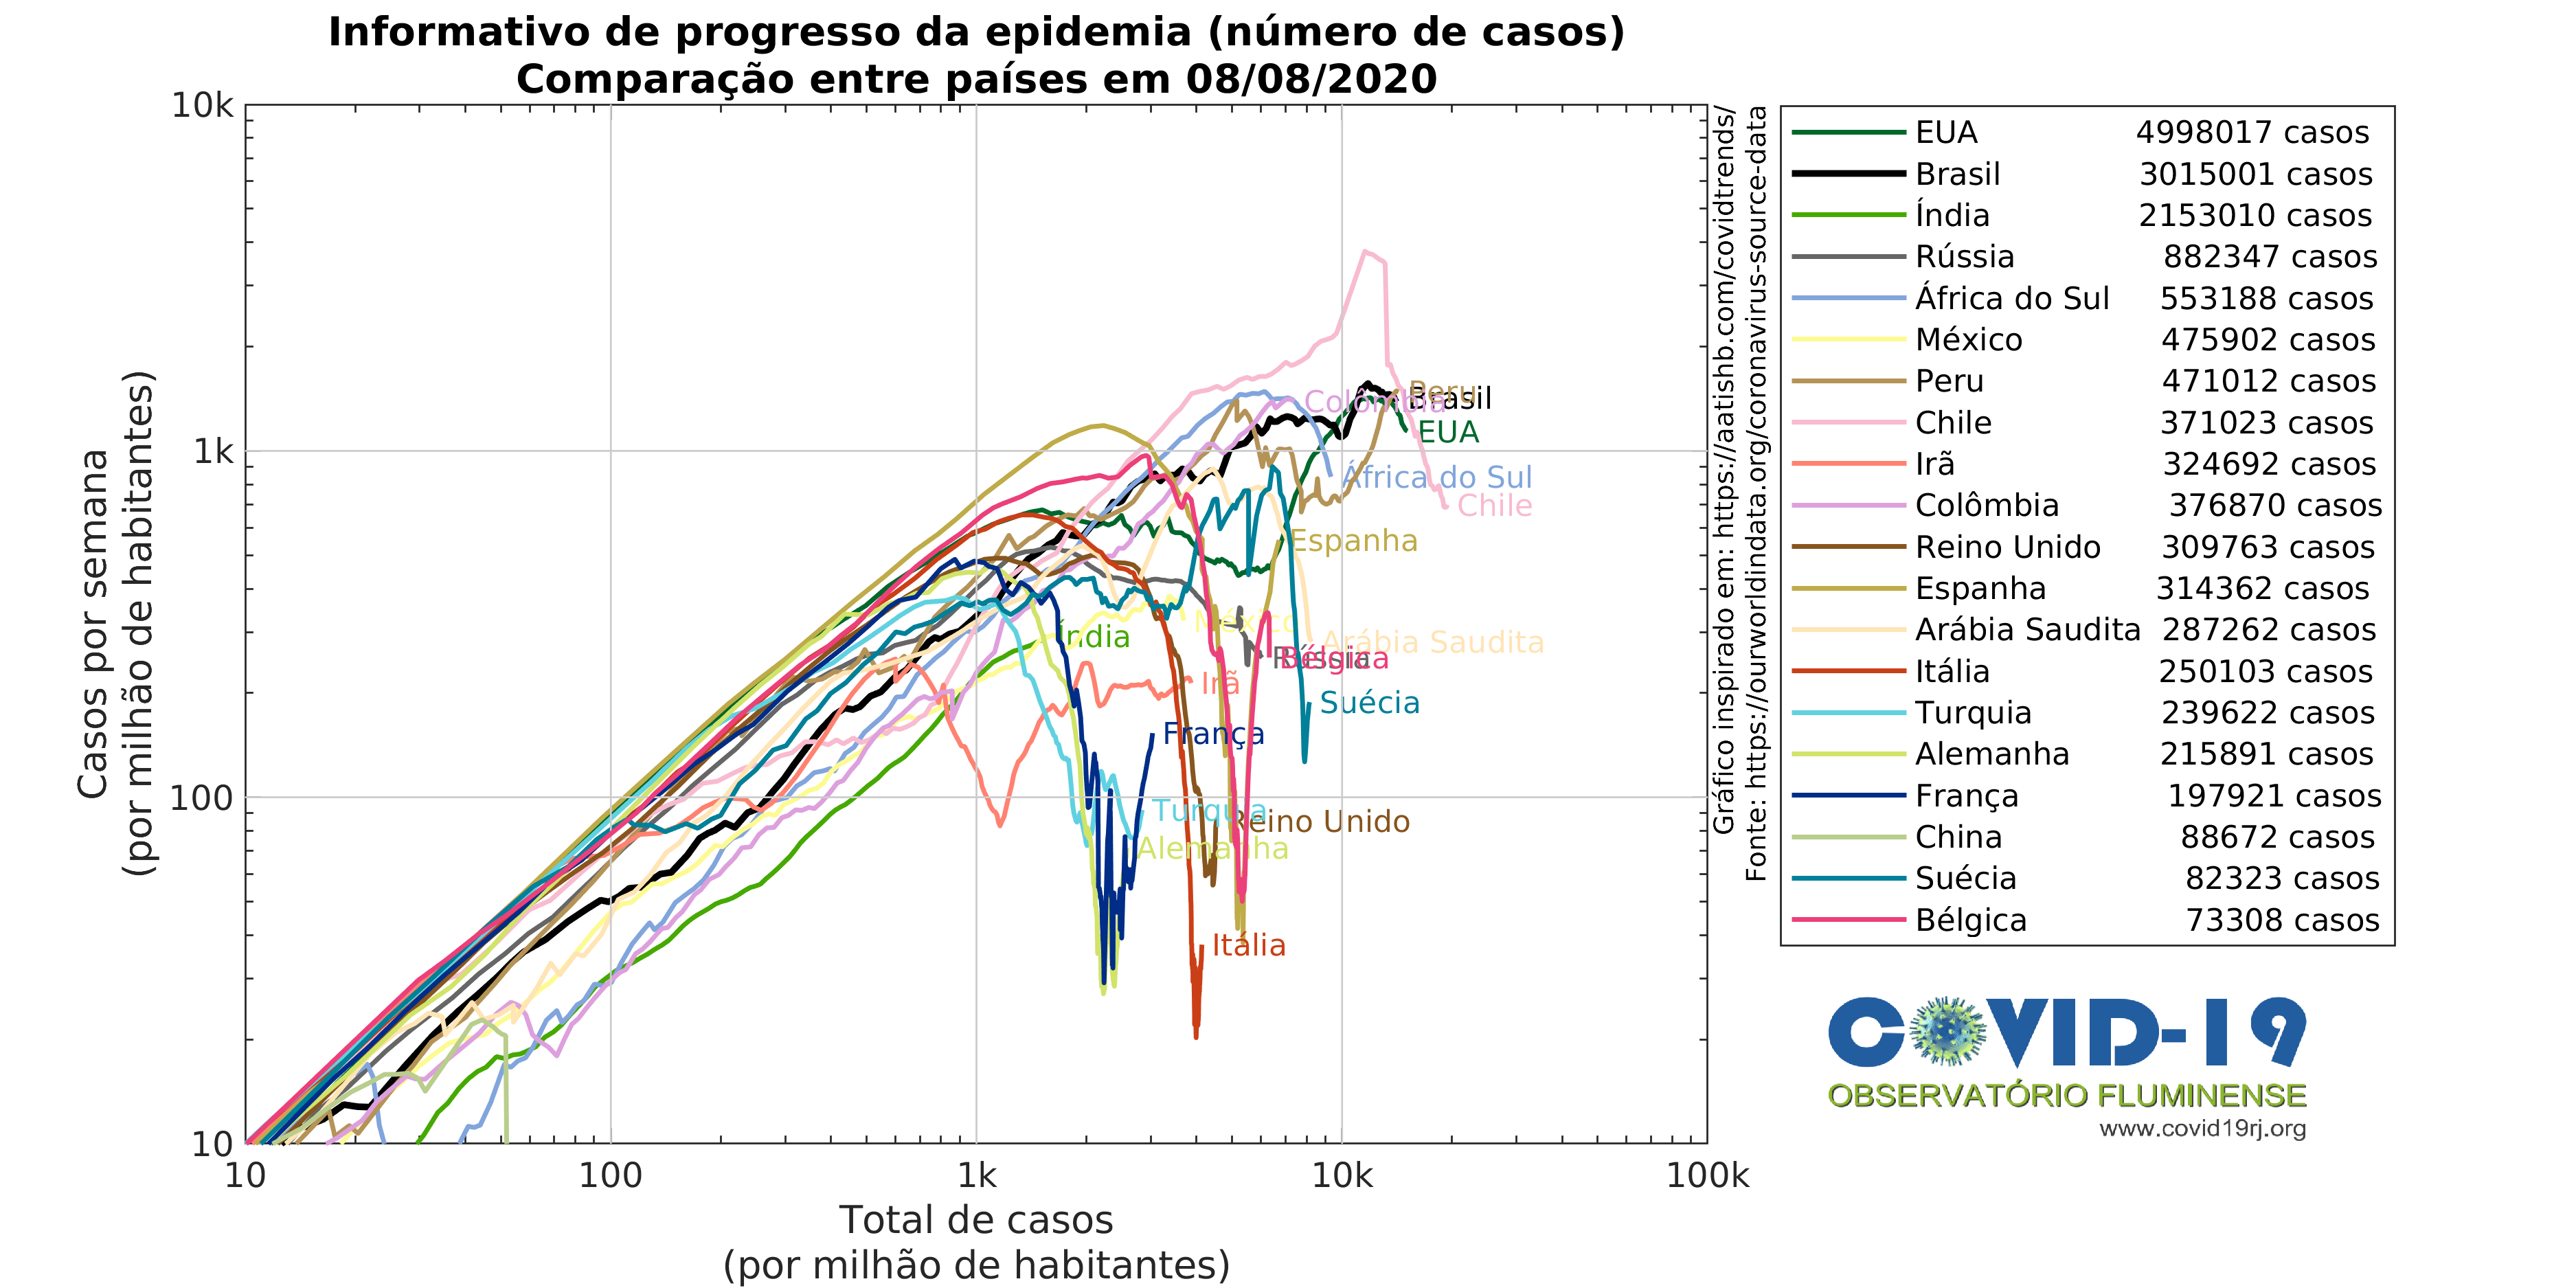 Informativo de progresso da epidemia (número de casos)
Comparação entre países em 08/08/2020
10k
1k
100
10
Casos por semana
(por milhão de habitantes)
10
100
1k
10k
100k
Total de casos
(por milhão de habitantes)
Peru
Brasil
Colômbia
EUA
África do Sul
Chile
Espanha
México
Índia
Arábia Saudita
Rússia
Bélgica
Irã
Suécia
França
Turquia
Reino Unido
Alemanha
Itália
Gráfico inspirado em: https://aatishb.com/covidtrends/
Fonte: https://ourworldindata.org/coronavirus-source-data
EUA 4998017 casos
Brasil 3015001 casos
Índia 2153010 casos
Rússia 882347 casos
África do Sul 553188 casos
México 475902 casos
Peru 471012 casos
Chile 371023 casos
Irã 324692 casos
Colômbia 376870 casos
Reino Unido 309763 casos
Espanha 314362 casos
Arábia Saudita 287262 casos
Itália 250103 casos
Turquia 239622 casos
Alemanha 215891 casos
França 197921 casos
China 88672 casos
Suécia 82323 casos
Bélgica 73308 casos
COVID-19
OBSERVATÓRIO FLUMINENSE
www.covid19rj.org